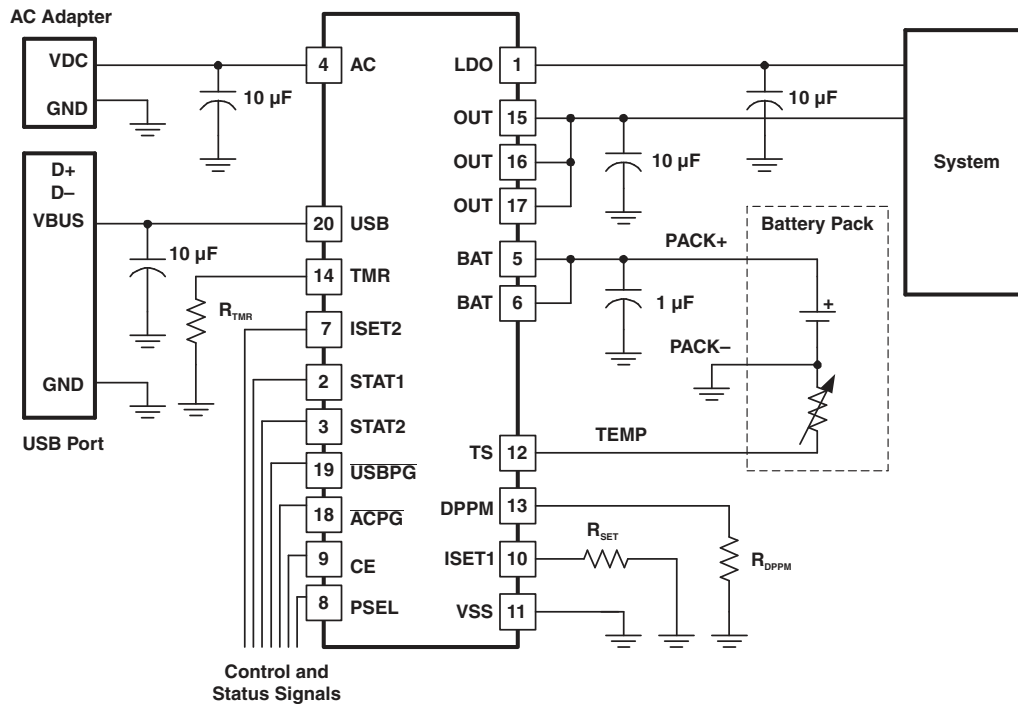 AC Adapter
VDC
GND
10 µF
4
AC
D+
D–
VBUS
GND
USB Port
10 µF
20
USB
14
TMR
R_TMR
7
ISET2
2
STAT1
3
STAT2
19
USBPG
18
ACPG
9
CE
8
PSEL
Control and
Status Signals
LDO
1
10 µF
OUT
15
OUT
16
OUT
17
10 µF
System
BAT
5
BAT
6
PACK+
1 µF
PACK–
Battery Pack
+
TS
12
TEMP
DPPM
13
ISET1
10
R_SET
R_DPPM
VSS
11